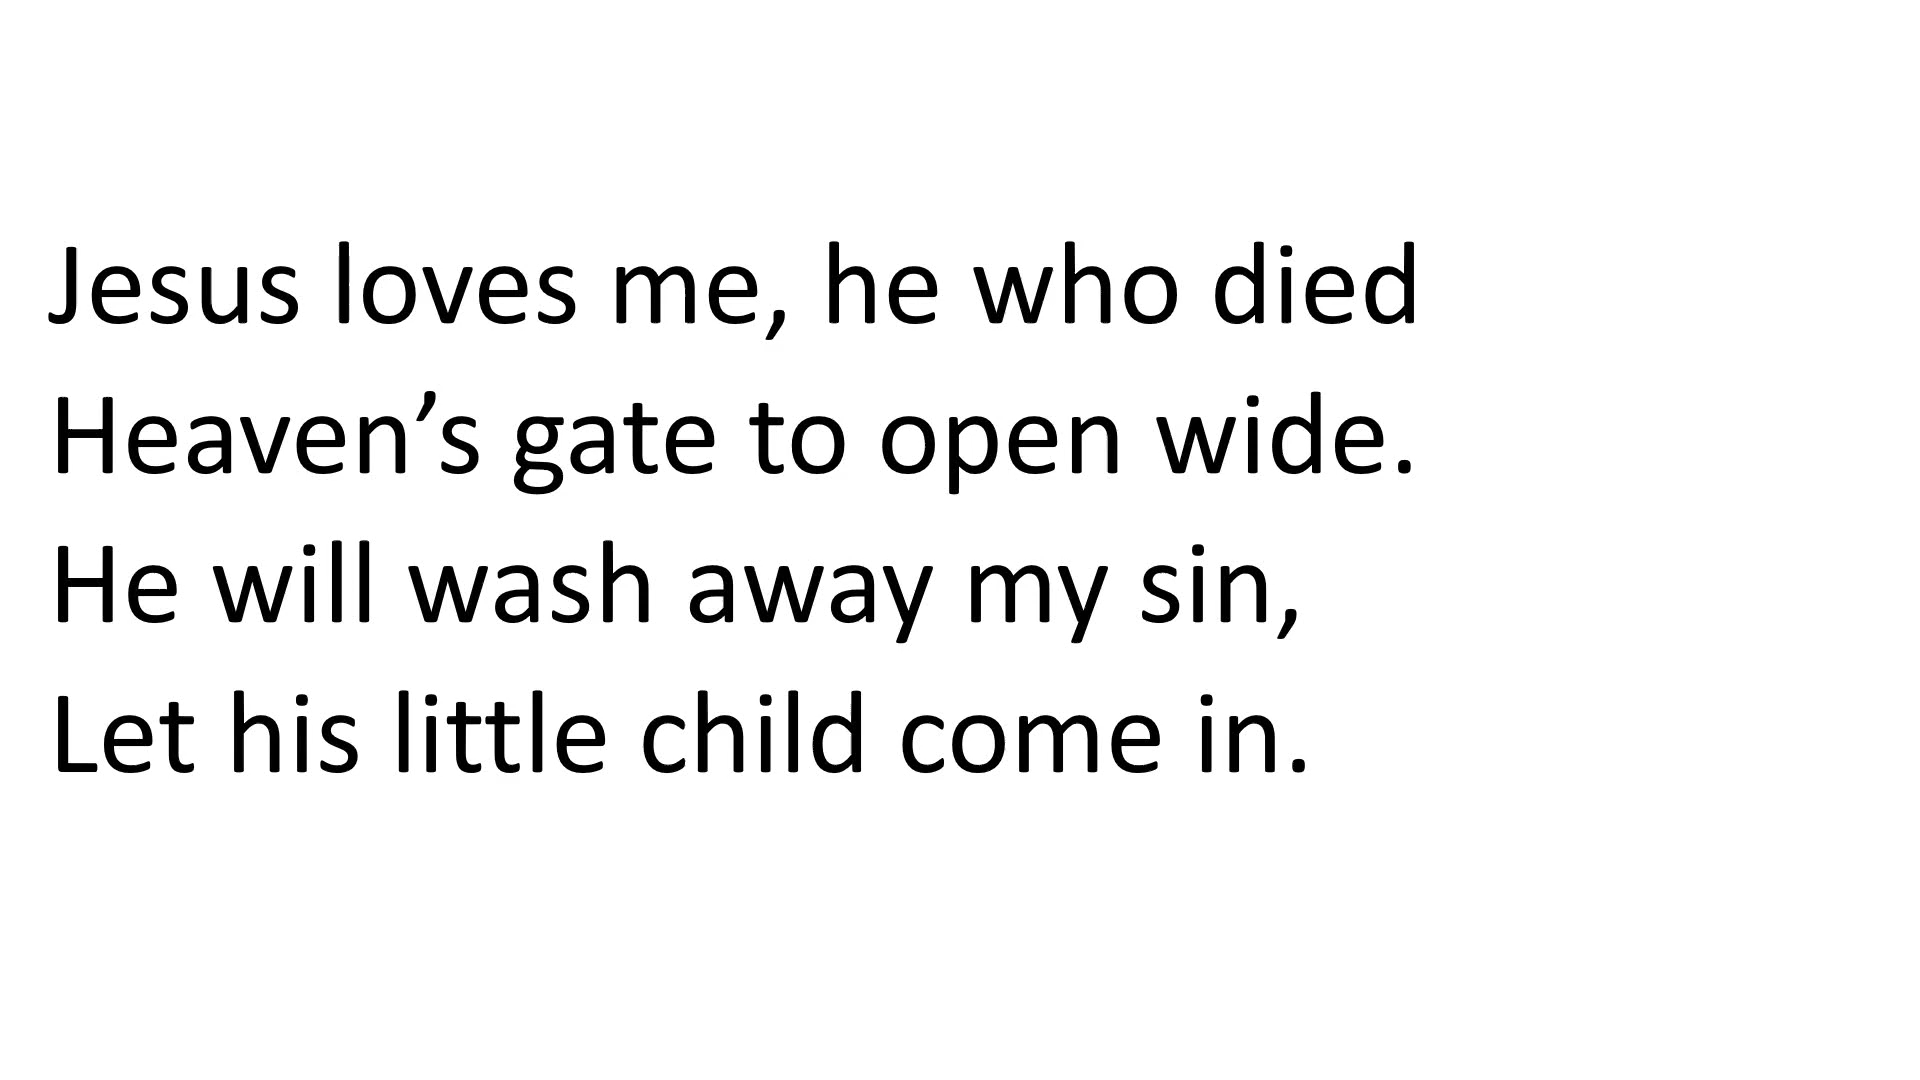 Jesus loves me, he who died
Heaven’s gate to open wide.
He will wash away my sin,
Let his little child come in.